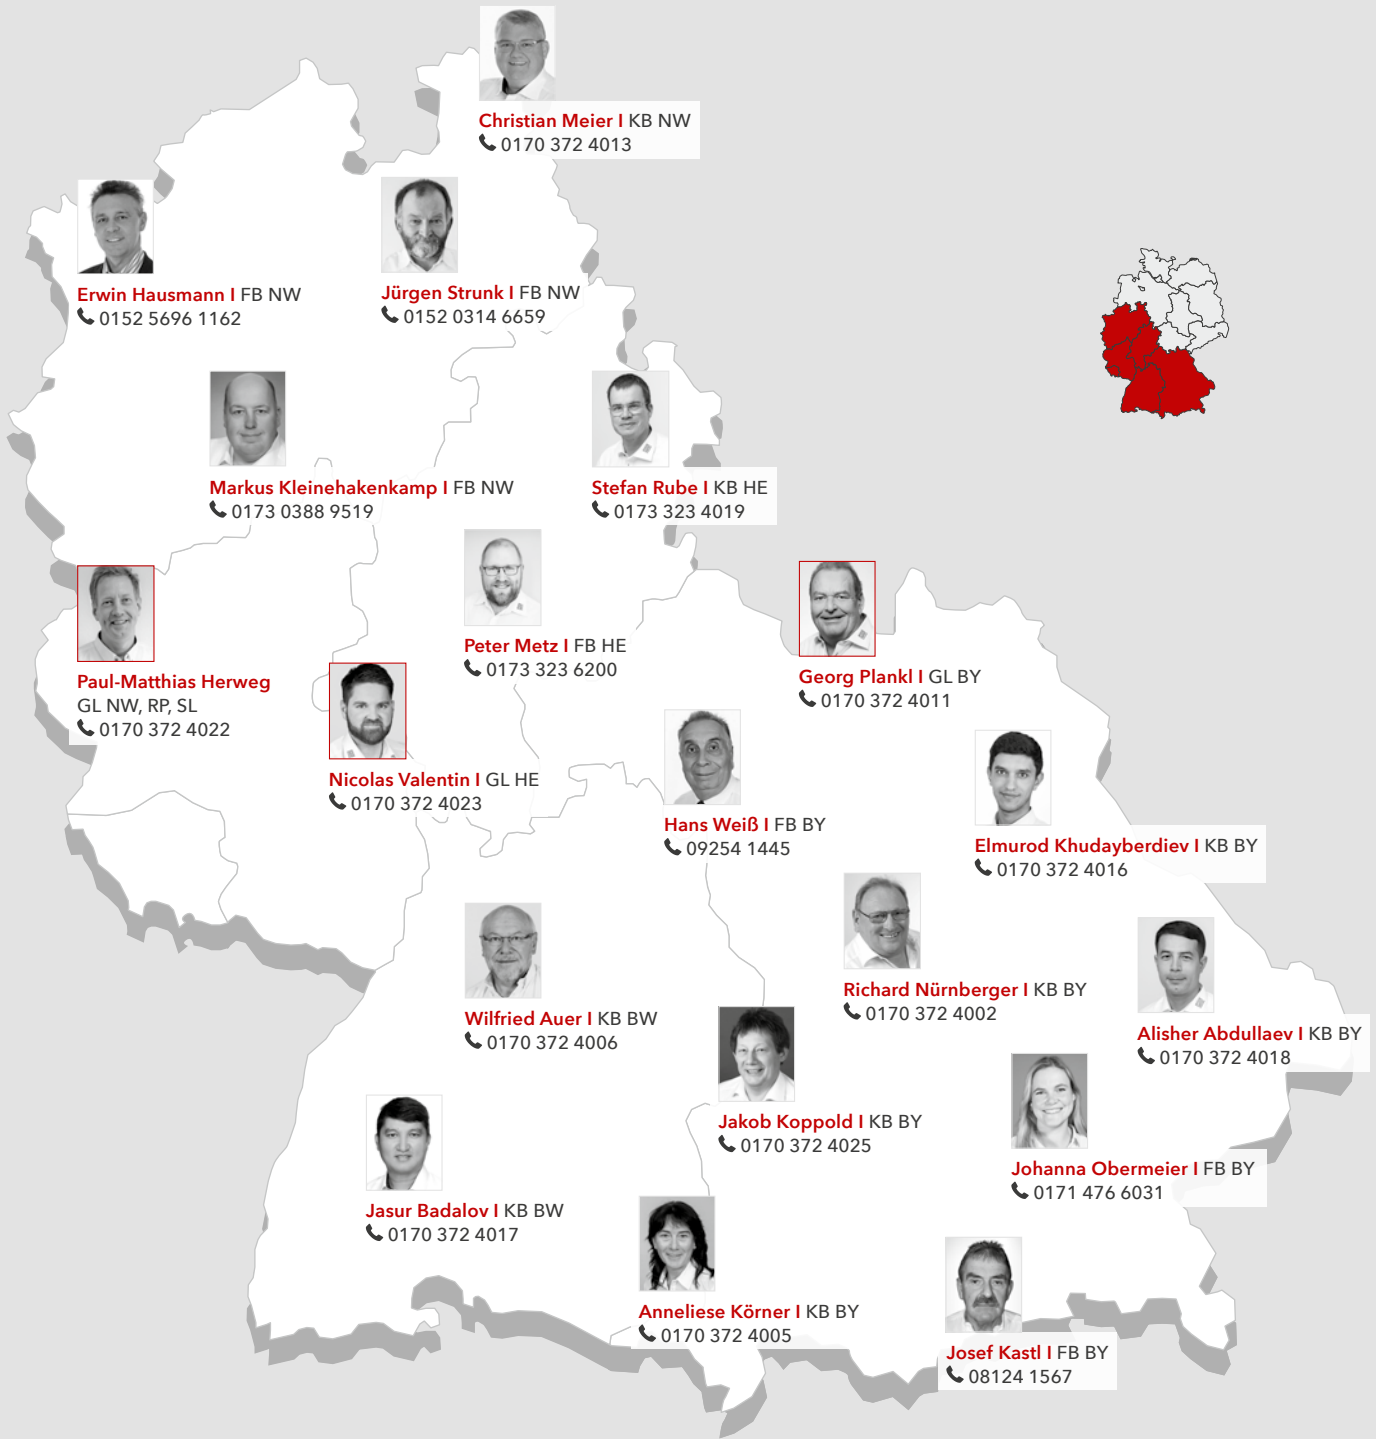 Christian Meier I KB NW
0170 372 4013
Erwin Hausmann I FB NW
0152 5696 1162
Jürgen Strunk I FB NW
0152 0314 6659
Markus Kleinehakenkamp I FB NW
0173 0388 9519
Stefan Rube I KB HE
0173 323 4019
Paul-Matthias Herweg
GL NW, RP, SL
0170 372 4022
Peter Metz I FB HE
0173 323 6200
Georg Plankl I GL BY
0170 372 4011
Nicolas Valentin I GL HE
0170 372 4023
Hans Weiß I FB BY
09254 1445
Elmurod Khudayberdiev I KB BY
0170 372 4016
Wilfried Auer I KB BW
0170 372 4006
Richard Nürnberger I KB BY
0170 372 4002
Alisher Abdullaev I KB BY
0170 372 4018
Jakob Koppold I KB BY
0170 372 4025
Johanna Obermeier I FB BY
0171 476 6031
Jasur Badalov I KB BW
0170 372 4017
Anneliese Körner I KB BY
0170 372 4005
Josef Kastl I FB BY
08124 1567